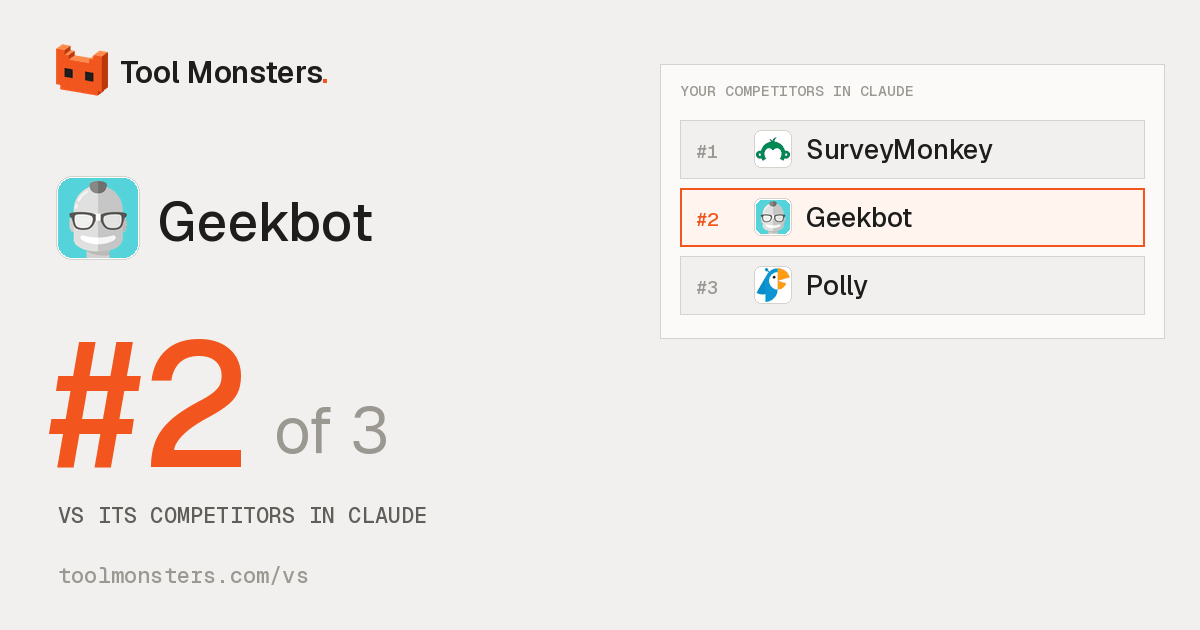 Tool Monsters.
Geekbot
#2 of 3
VS ITS COMPETITORS IN CLAUDE
toolmonsters.com/vs
YOUR COMPETITORS IN CLAUDE
#1 SurveyMonkey
#2 Geekbot
#3 Polly